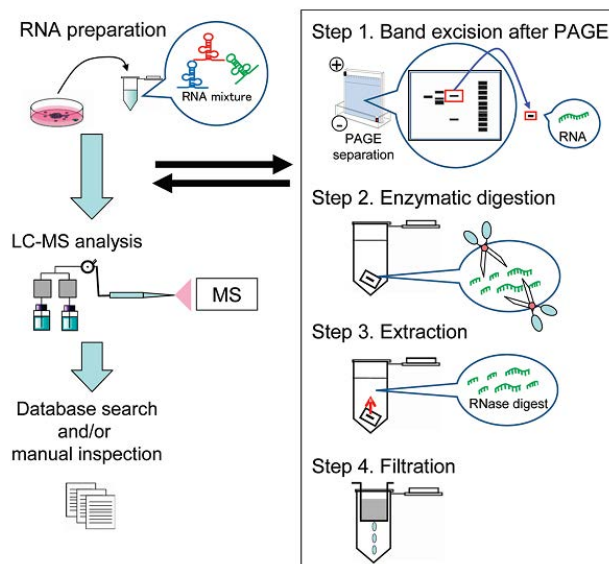 RNA preparation
RNA mixture
LC-MS analysis
MS
Database search
and/or
manual inspection
Step 1. Band excision after PAGE
+
−
PAGE
separation
RNA
Step 2. Enzymatic digestion
Step 3. Extraction
RNase digest
Step 4. Filtration